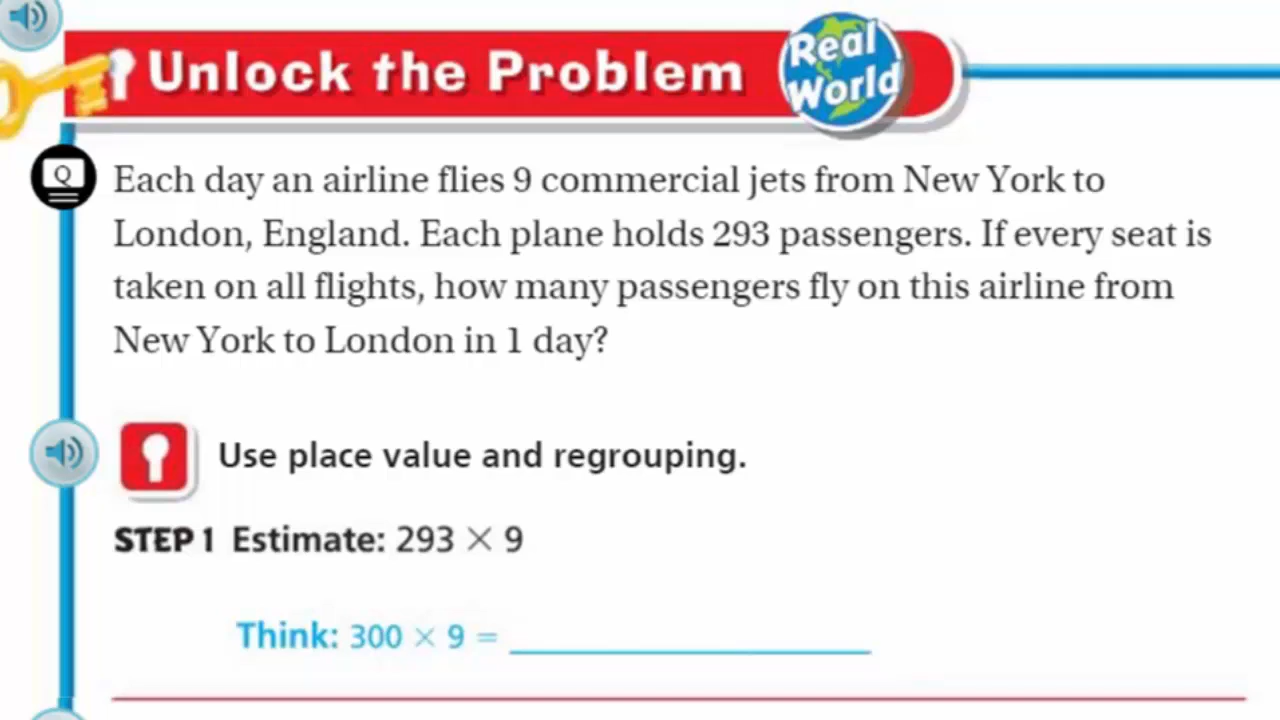 Unlock the Problem
Real
World
Q
Each day an airline flies 9 commercial jets from New York to
London, England. Each plane holds 293 passengers. If every seat is
taken on all flights, how many passengers fly on this airline from
New York to London in 1 day?
Use place value and regrouping.
STEP 1 Estimate: 293 × 9
Think: 300 × 9 =